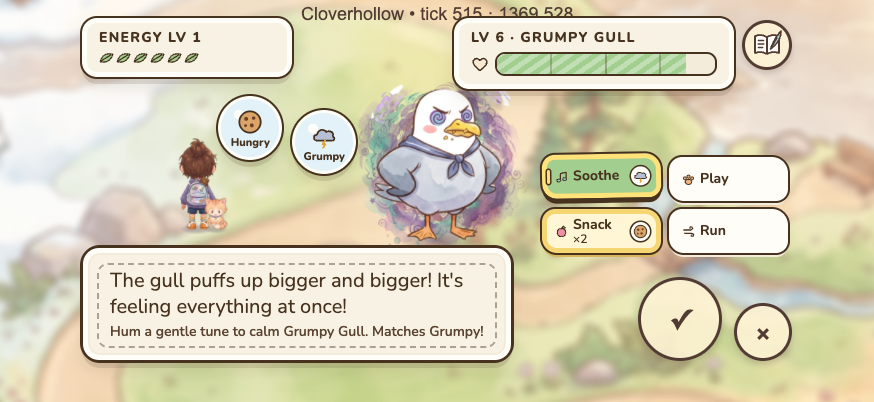 Cloverhollow • tick 515 · 1369,528
ENERGY LV 1
LV 6 · GRUMPY GULL
Hungry
Grumpy
Soothe
Play
Snack
×2
Run
The gull puffs up bigger and bigger! It's
feeling everything at once!
Hum a gentle tune to calm Grumpy Gull. Matches Grumpy!